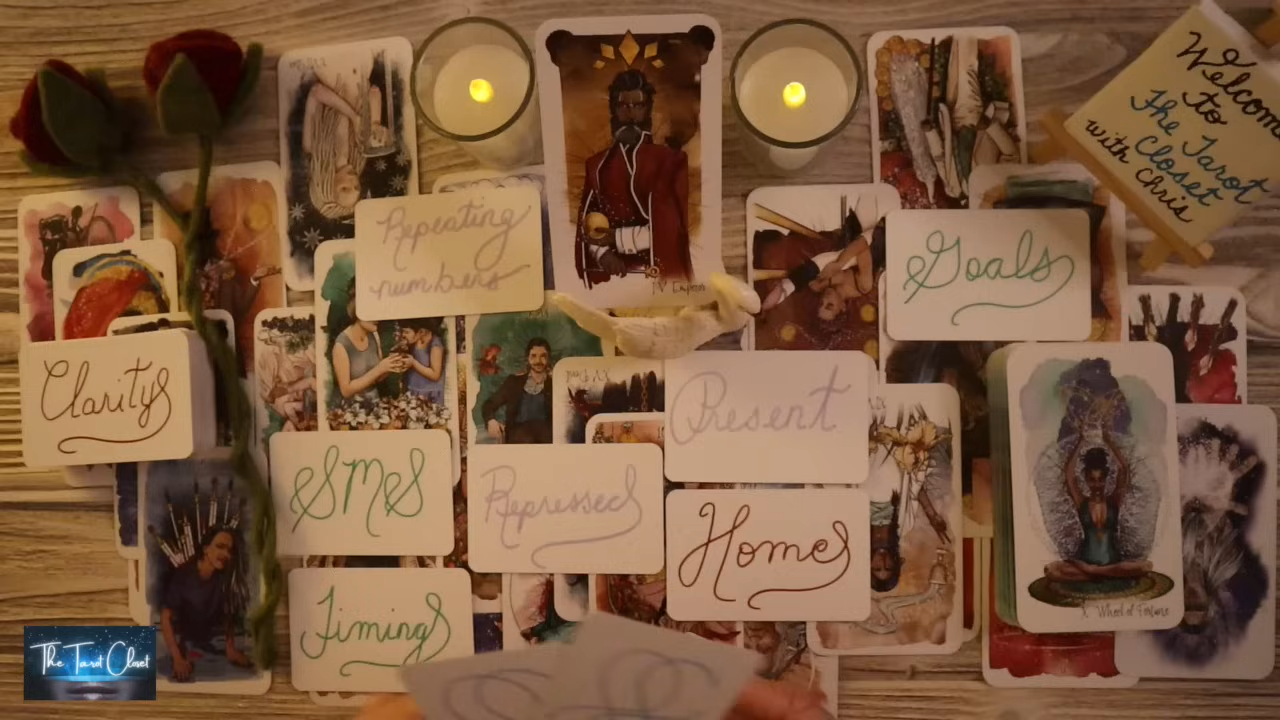 Welcome
to
The Tarot
Closet
with
Chris
IV Emperor
Repeating
numbers
Goals
Clarity
Present
SMS
Repressed
Home
Timing
X Wheel of Fortune
The Tarot Closet